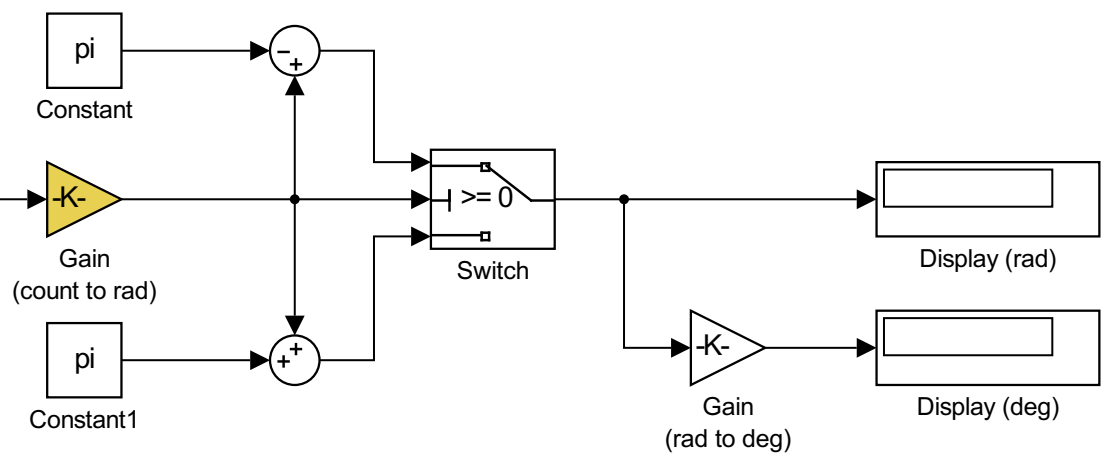 pi
Constant
-K-
Gain
(count to rad)
pi
Constant1
− +
+ +
>= 0
Switch
Display (rad)
-K-
Gain
(rad to deg)
Display (deg)